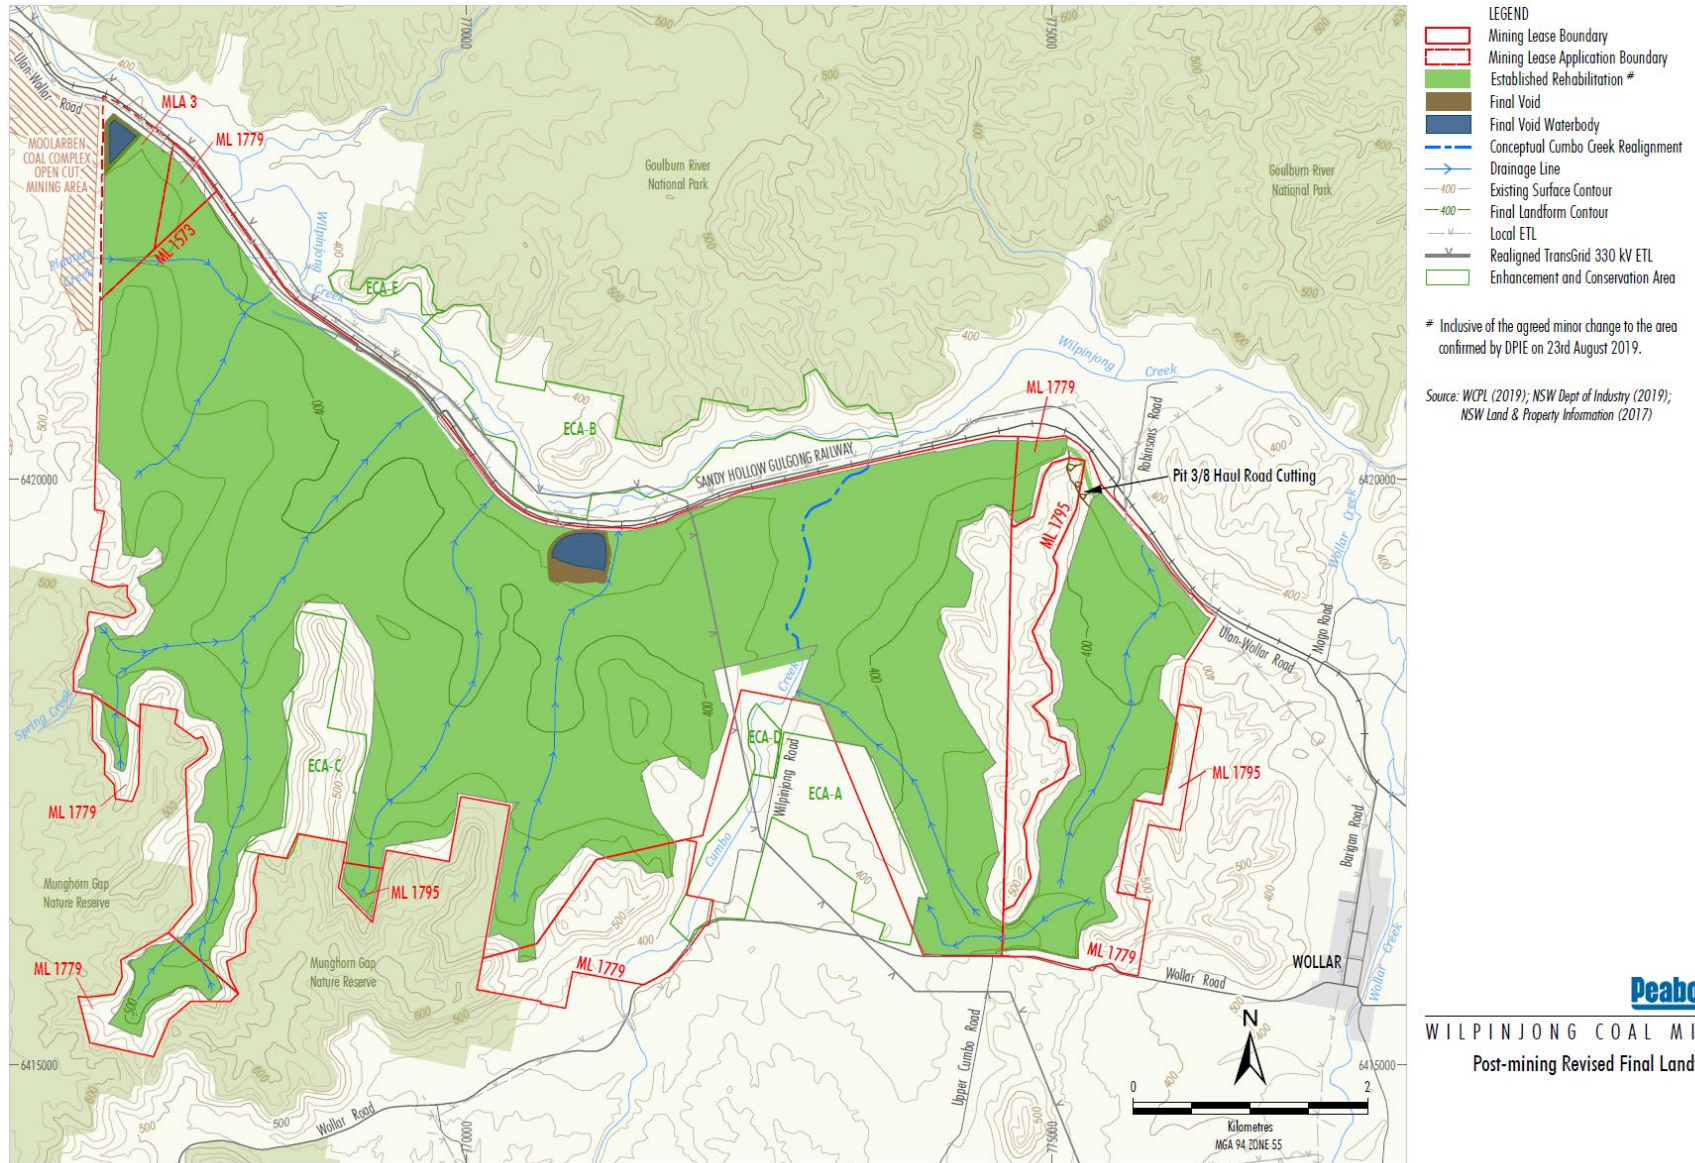 LEGEND
Mining Lease Boundary
Mining Lease Application Boundary
Established Rehabilitation #
Final Void
Final Void Waterbody
Conceptual Cumbo Creek Realignment
Drainage Line
400 Existing Surface Contour
400 Final Landform Contour
Local ETL
Realigned TransGrid 330 kV ETL
Enhancement and Conservation Area
# Inclusive of the agreed minor change to the area
confirmed by DPIE on 23rd August 2019.
Source: WCPL (2019); NSW Dept of Industry (2019);
NSW Land & Property Information (2017)
Peabo
WILPINJONG COAL MI
Post-mining Revised Final Land
770000
775000
Ulan-Wollar Road
MLA 3
ML 1779
MOOLARBEN
COAL COMPLEX
OPEN CUT
MINING AREA
ML 1573
Planters
Creek
Wilpinjong
Creek
Goulburn River
National Park
Goulburn River
National Park
ECA-E
ECA-B
SANDY HOLLOW GULGONG RAILWAY
Wilpinjong
Creek
ML 1779
Robinsons Road
Pit 3/8 Haul Road Cutting
ML 1795
6420000
6420000
Wollar Creek
Mogo Road
Ulan-Wollar Road
Spring Creek
ECA-C
ECA-D
Creek
Wilpinjong Road
ECA-A
Cumbo
ML 1795
ML 1779
Barigan Road
Munghorn Gap
Nature Reserve
ML 1795
ML 1779
Munghorn Gap
Nature Reserve
ML 1779
ML 1779
WOLLAR
Wollar Road
Wollar Creek
Upper Cumbo Road
6415000
6415000
Wollar Road
N
0
2
Kilometres
MGA 94 ZONE 55
770000
775000